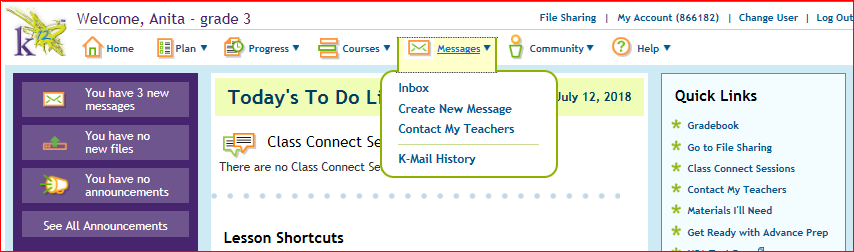 Welcome, Anita - grade 3
File Sharing | My Account (866182) | Change User | Log Out
k12
Home Plan Progress Courses Messages Community Help
You have 3 new
messages
You have no
new files
You have no
announcements
See All Announcements
Today's To Do Li
July 12, 2018
Class Connect Se
There are no Class Connect Se
Lesson Shortcuts
Inbox
Create New Message
Contact My Teachers
K-Mail History
Quick Links
Gradebook
Go to File Sharing
Class Connect Sessions
Contact My Teachers
Materials I'll Need
Get Ready with Advance Prep